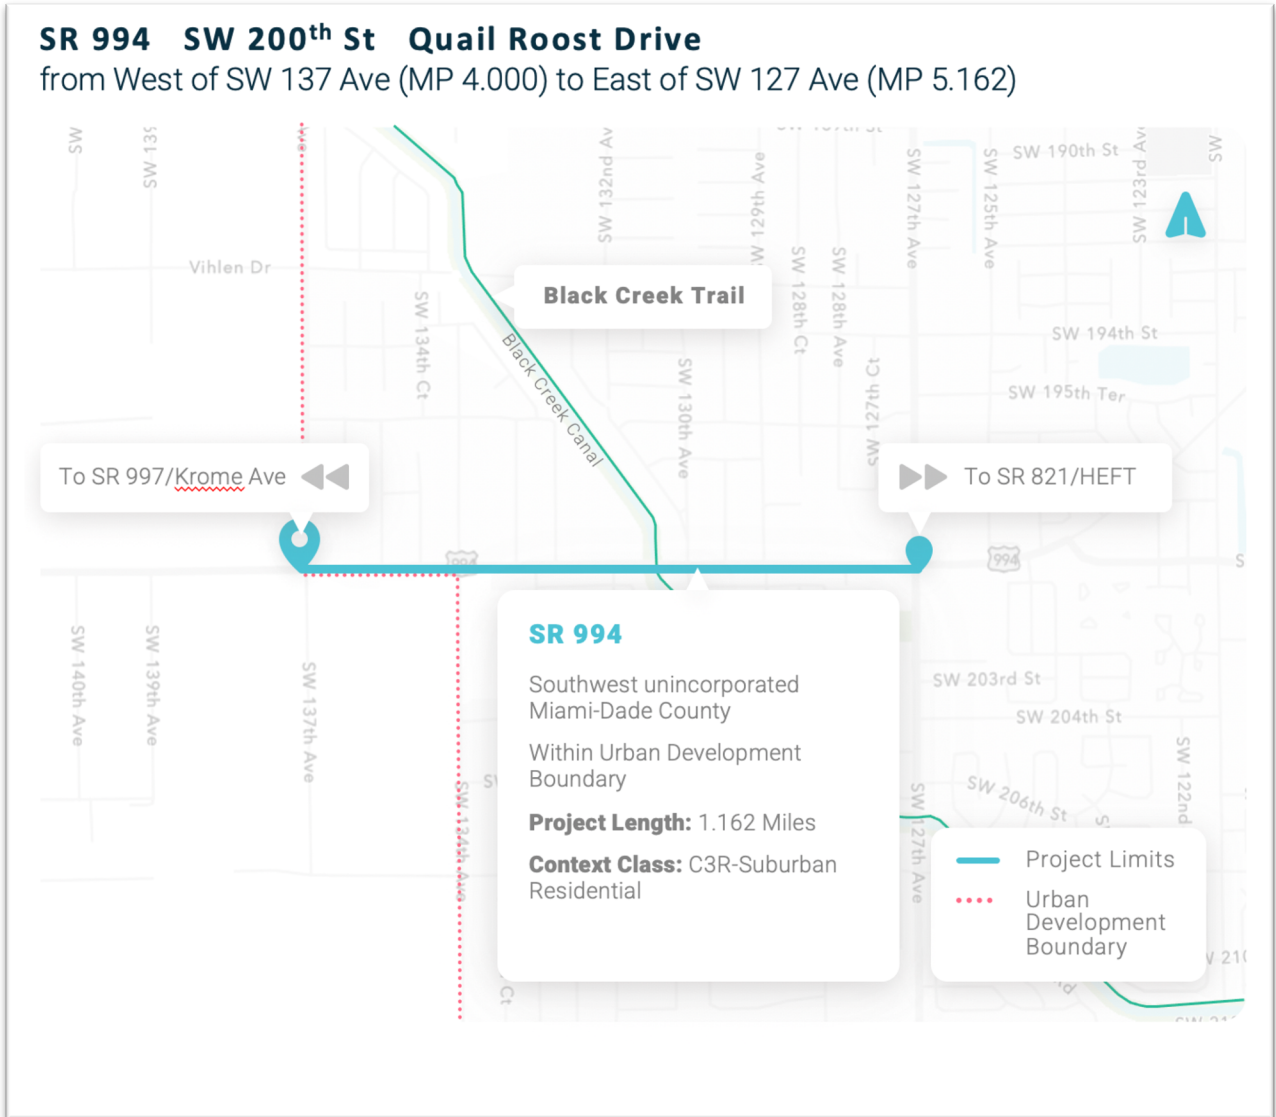 SR 994 SW 200th St Quail Roost Drive
from West of SW 137 Ave (MP 4.000) to East of SW 127 Ave (MP 5.162)
SW
SW 132nd Av
SW 129th Ave
SW 127th Ave
SW 125th Ave
SW 190th St
SW 123rd Ave
SW
Vihlen Dr
SW 134th Ct
Black Creek Trail
SW 128th Ct
SW 128th Ave
SW 194th St
Black Creek Canal
SW 130th Ave
SW 127th Ct
SW 195th Ter
To SR 997/Krome Ave
To SR 821/HEFT
994
994
S
SW 140th Ave
SW 139th Ave
SW 137th Ave
SR 994
Southwest unincorporated
Miami-Dade County
Within Urban Development
Boundary
Project Length: 1.162 Miles
Context Class: C3R-Suburban
Residential
SW 203rd St
SW 204th St
SW 122nd
SW 206th St
SW 134th Ave
SW 127th Ave
Ct
Project Limits
Urban
Development
Boundary